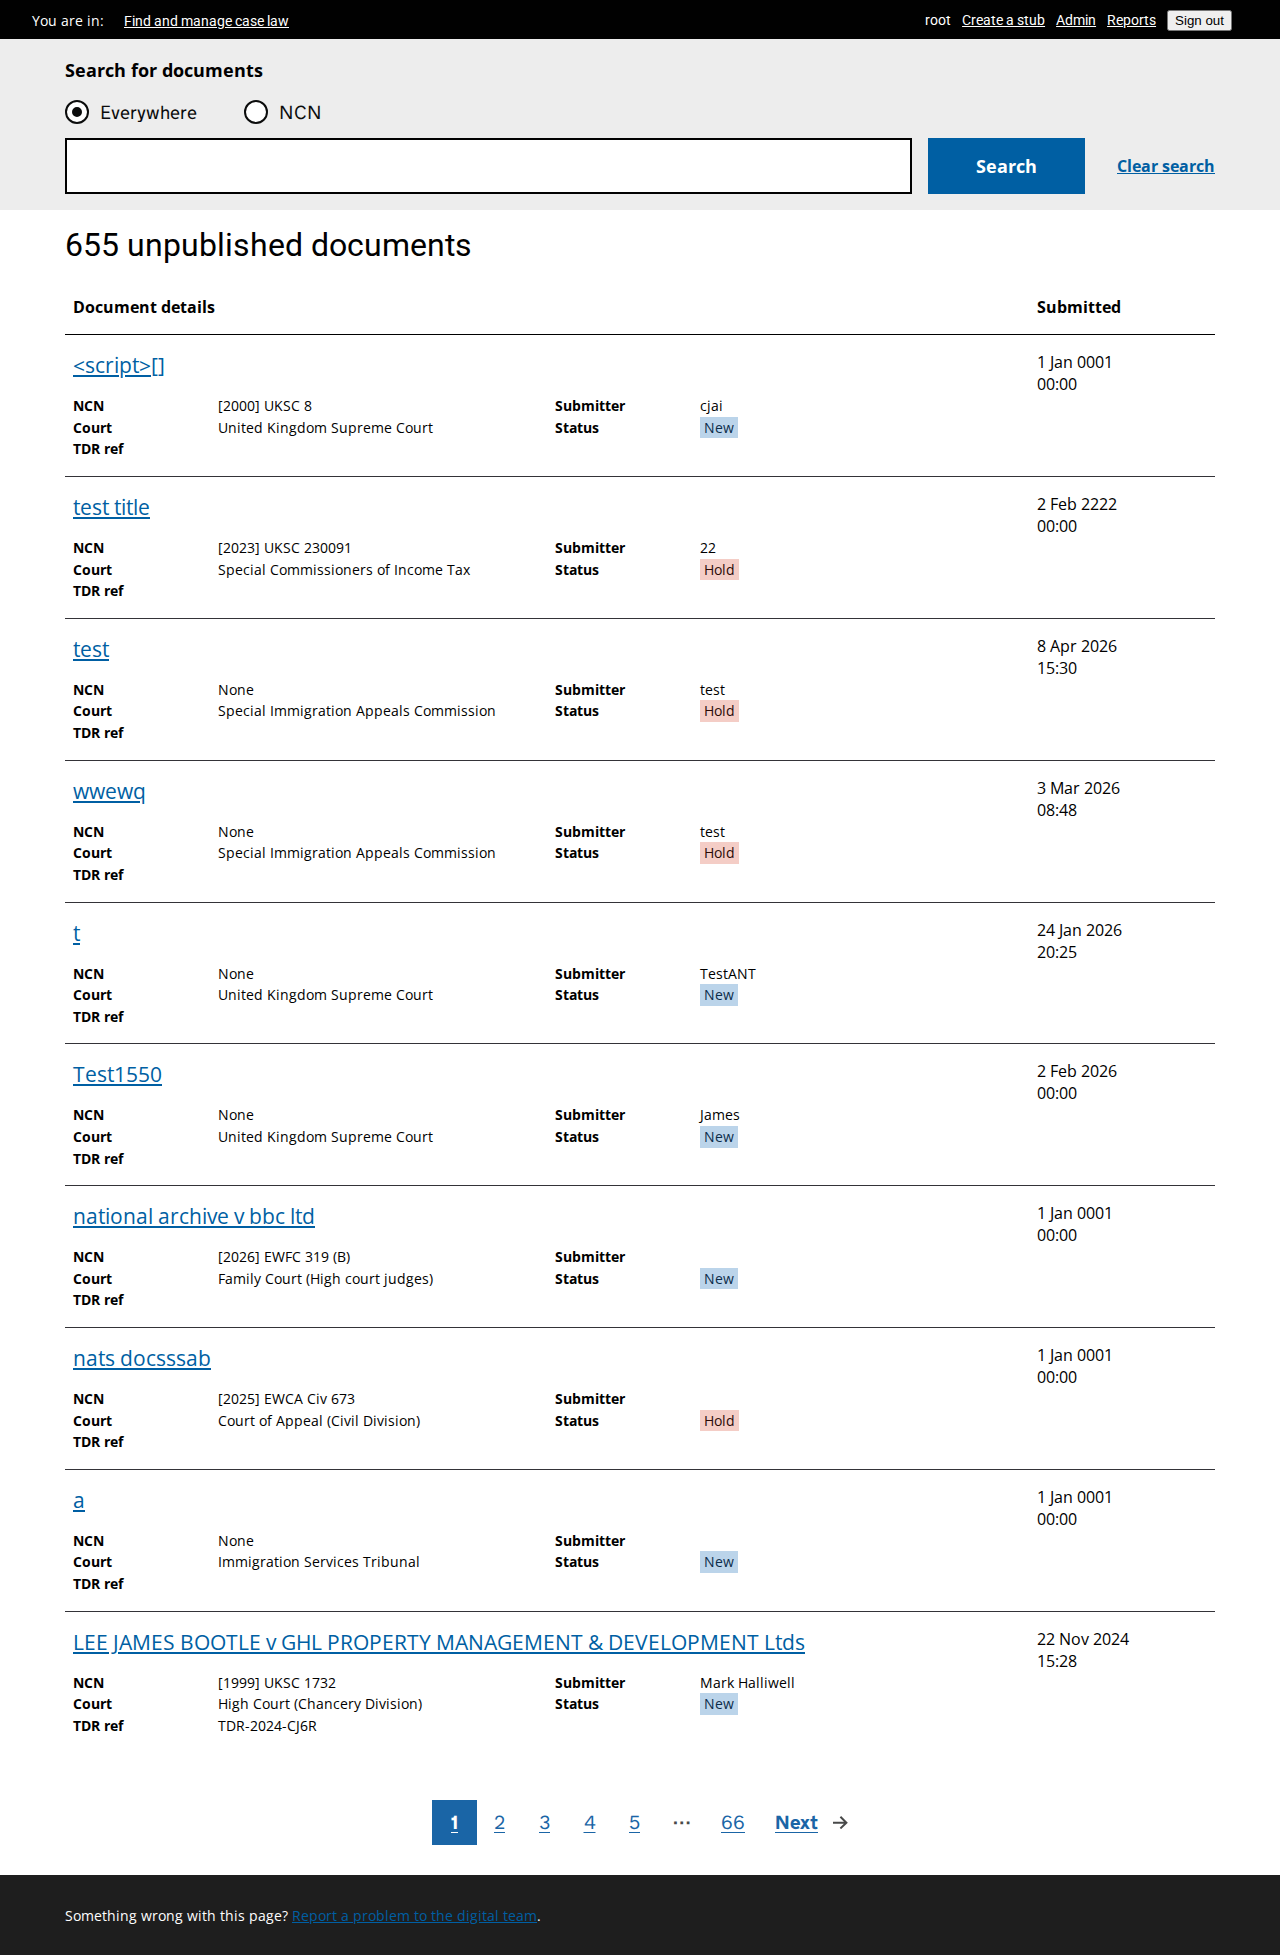 You are in: Find and manage case law root Create a stub Admin Reports Sign out
Search for documents
Everywhere NCN
Search Clear search
655 unpublished documents
Document details Submitted
<script>[] 1 Jan 0001
00:00
NCN [2000] UKSC 8 Submitter cjai
Court United Kingdom Supreme Court Status New
TDR ref
test title 2 Feb 2222
00:00
NCN [2023] UKSC 230091 Submitter 22
Court Special Commissioners of Income Tax Status Hold
TDR ref
test 8 Apr 2026
15:30
NCN None Submitter test
Court Special Immigration Appeals Commission Status Hold
TDR ref
wwewq 3 Mar 2026
08:48
NCN None Submitter test
Court Special Immigration Appeals Commission Status Hold
TDR ref
t 24 Jan 2026
20:25
NCN None Submitter TestANT
Court United Kingdom Supreme Court Status New
TDR ref
Test1550 2 Feb 2026
00:00
NCN None Submitter James
Court United Kingdom Supreme Court Status New
TDR ref
national archive v bbc ltd 1 Jan 0001
00:00
NCN [2026] EWFC 319 (B) Submitter
Court Family Court (High court judges) Status New
TDR ref
nats docsssab 1 Jan 0001
00:00
NCN [2025] EWCA Civ 673 Submitter
Court Court of Appeal (Civil Division) Status Hold
TDR ref
a 1 Jan 0001
00:00
NCN None Submitter
Court Immigration Services Tribunal Status New
TDR ref
LEE JAMES BOOTLE v GHL PROPERTY MANAGEMENT & DEVELOPMENT Ltds 22 Nov 2024
15:28
NCN [1999] UKSC 1732 Submitter Mark Halliwell
Court High Court (Chancery Division) Status New
TDR ref TDR-2024-CJ6R
1 2 3 4 5 ⋯ 66 Next →
Something wrong with this page? Report a problem to the digital team.